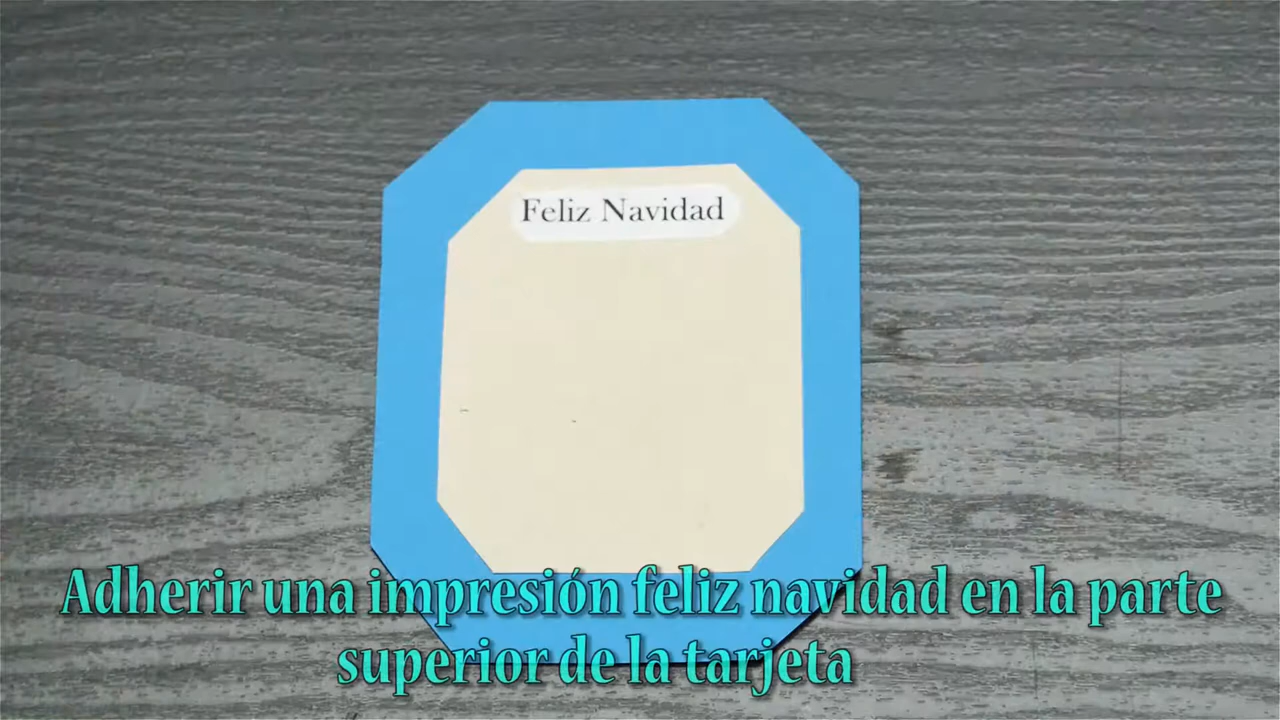 Feliz Navidad
Adherir una impresión feliz navidad en la parte
superior de la tarjeta